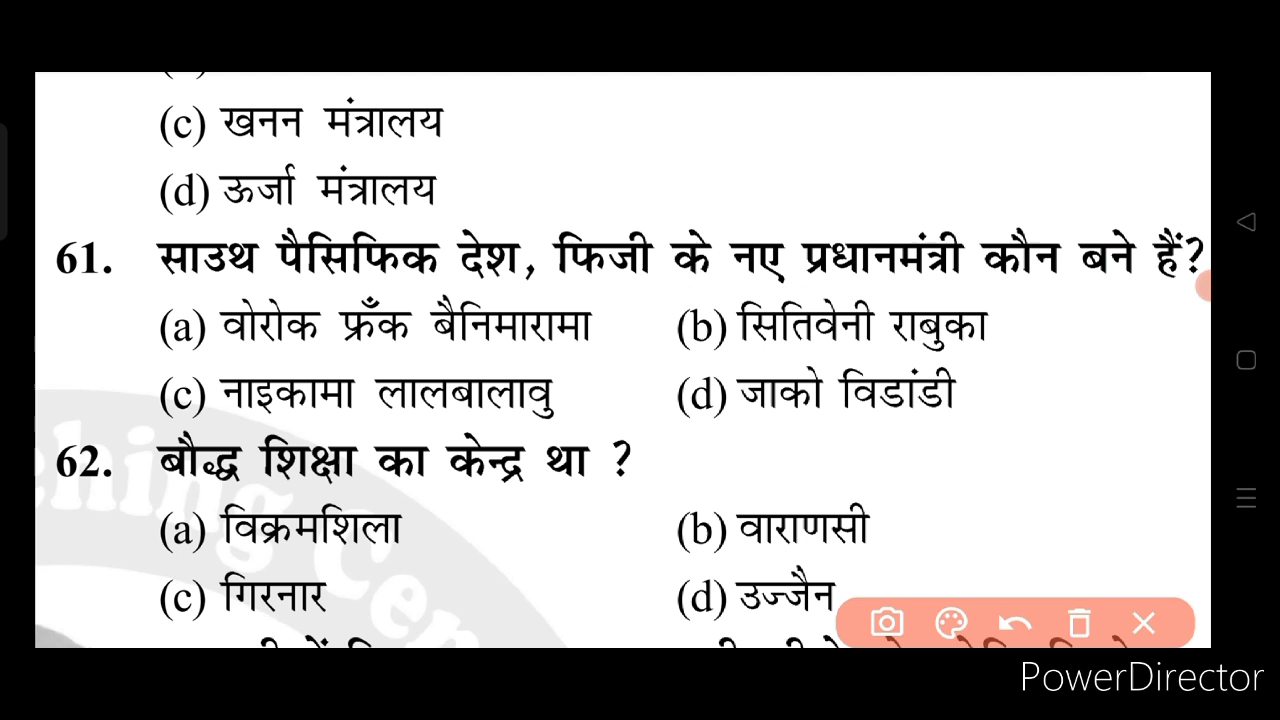 (c) खनन मंत्रालय
(d) ऊर्जा मंत्रालय
61. साउथ पैसिफिक देश, फिजी के नए प्रधानमंत्री कौन बने हैं?
(a) वोरोक फ्रँक बैनिमारामा (b) सितिवेनी राबुका
(c) नाइकामा लालबालावु (d) जाको विडांडी
62. बौद्ध शिक्षा का केन्द्र था ?
(a) विक्रमशिला (b) वाराणसी
(c) गिरनार (d) उज्जैन
PowerDirector